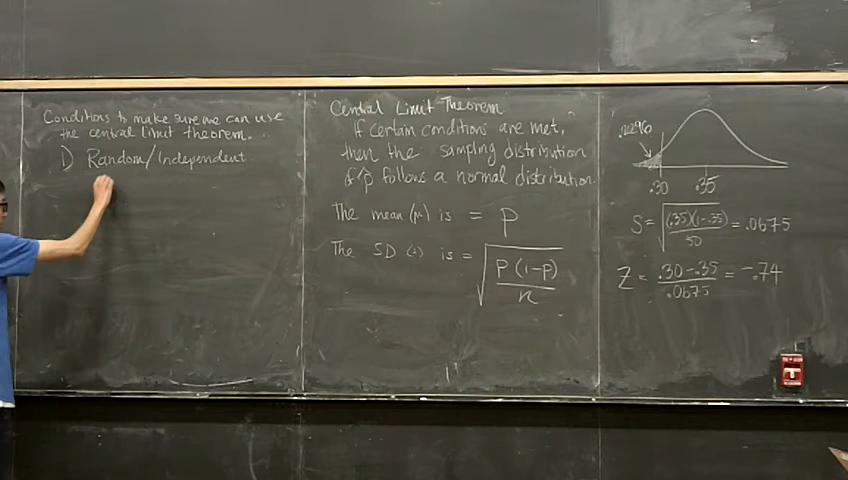 Conditions to make sure we can use
the central limit theorem.
1) Random/Independent
Central Limit Theorem
If certain conditions are met,
then the sampling distribution
of p̂ follows a normal distribution.
The mean (μ) is = p
The SD (s) is = √(p(1-p)/n)
.2296
.30 .35
S = √((.35)(1-.35)/50) = .0675
Z = (.30-.35)/.0675 = -.74